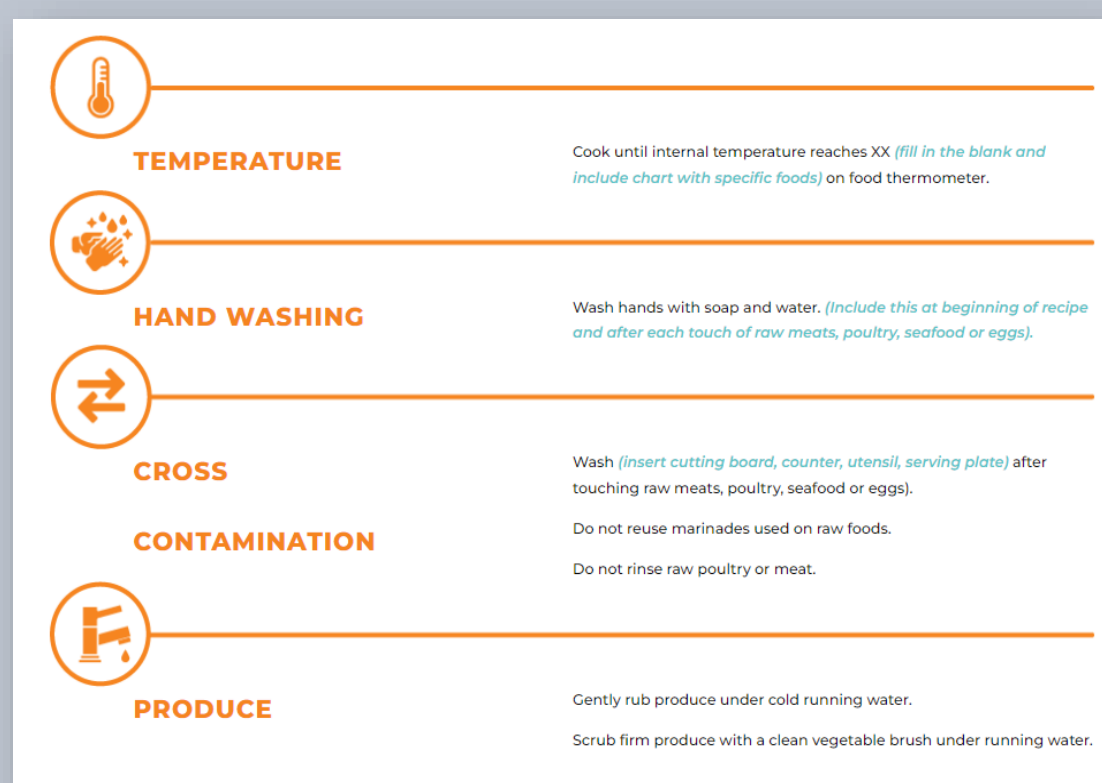 TEMPERATURE
Cook until internal temperature reaches XX (fill in the blank and
include chart with specific foods) on food thermometer.
HAND WASHING
Wash hands with soap and water. (Include this at beginning of recipe
and after each touch of raw meats, poultry, seafood or eggs).
CROSS
CONTAMINATION
Wash (insert cutting board, counter, utensil, serving plate) after
touching raw meats, poultry, seafood or eggs).
Do not reuse marinades used on raw foods.
Do not rinse raw poultry or meat.
PRODUCE
Gently rub produce under cold running water.
Scrub firm produce with a clean vegetable brush under running water.